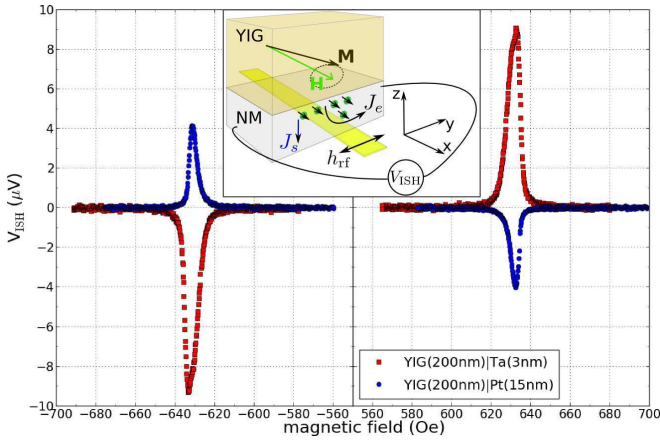 10
8
6
4
2
0
−2
−4
−6
−8
−10
V_ISH (μV)
YIG
M
H
NM
J_e
J_s
h_rf
V_ISH
z
y
x
YIG(200nm)|Ta(3nm)
YIG(200nm)|Pt(15nm)
−700 −680 −660 −640 −620 −600 −580 −560 560 580 600 620 640 660 680 700
magnetic field (Oe)